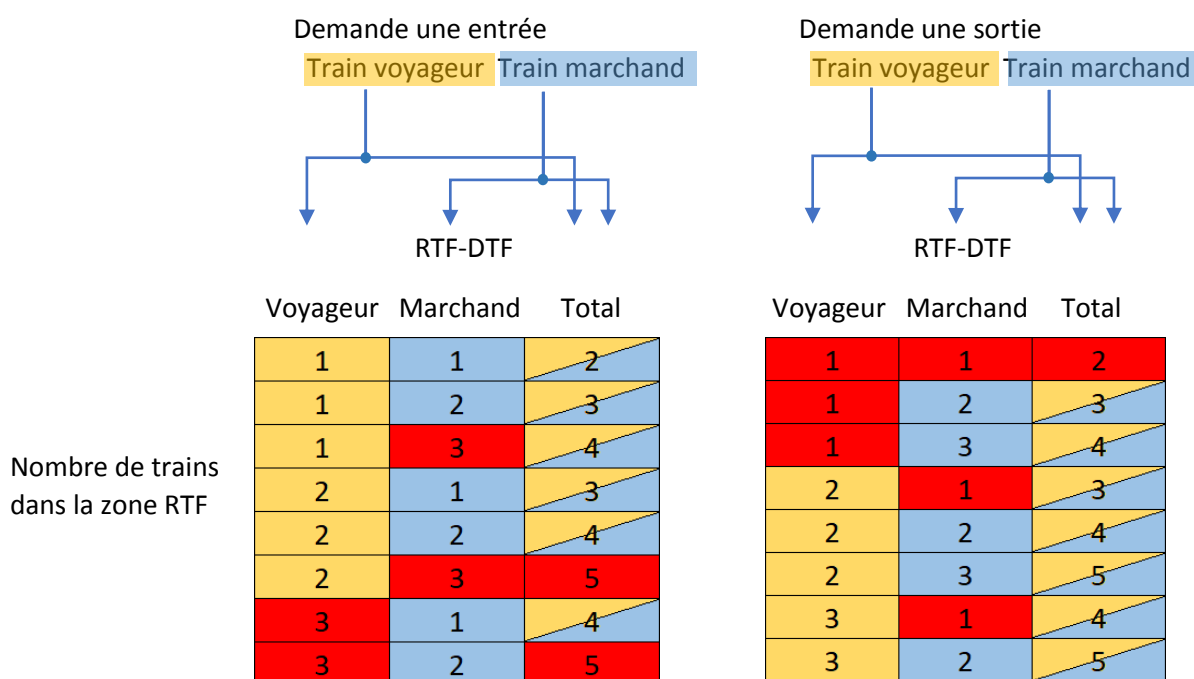 Demande une entrée
Train voyageur Train marchand
RTF-DTF
Voyageur Marchand Total
1 1 2
1 2 3
1 3 4
2 1 3
2 2 4
2 3 5
3 1 4
3 2 5
Demande une sortie
Train voyageur Train marchand
RTF-DTF
Voyageur Marchand Total
1 1 2
1 2 3
1 3 4
2 1 3
2 2 4
2 3 5
3 1 4
3 2 5
Nombre de trains
dans la zone RTF